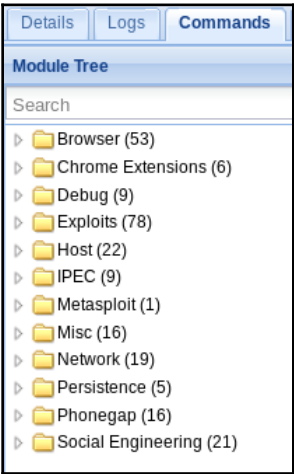 Details Logs Commands
Module Tree
Search
Browser (53)
Chrome Extensions (6)
Debug (9)
Exploits (78)
Host (22)
IPEC (9)
Metasploit (1)
Misc (16)
Network (19)
Persistence (5)
Phonegap (16)
Social Engineering (21)